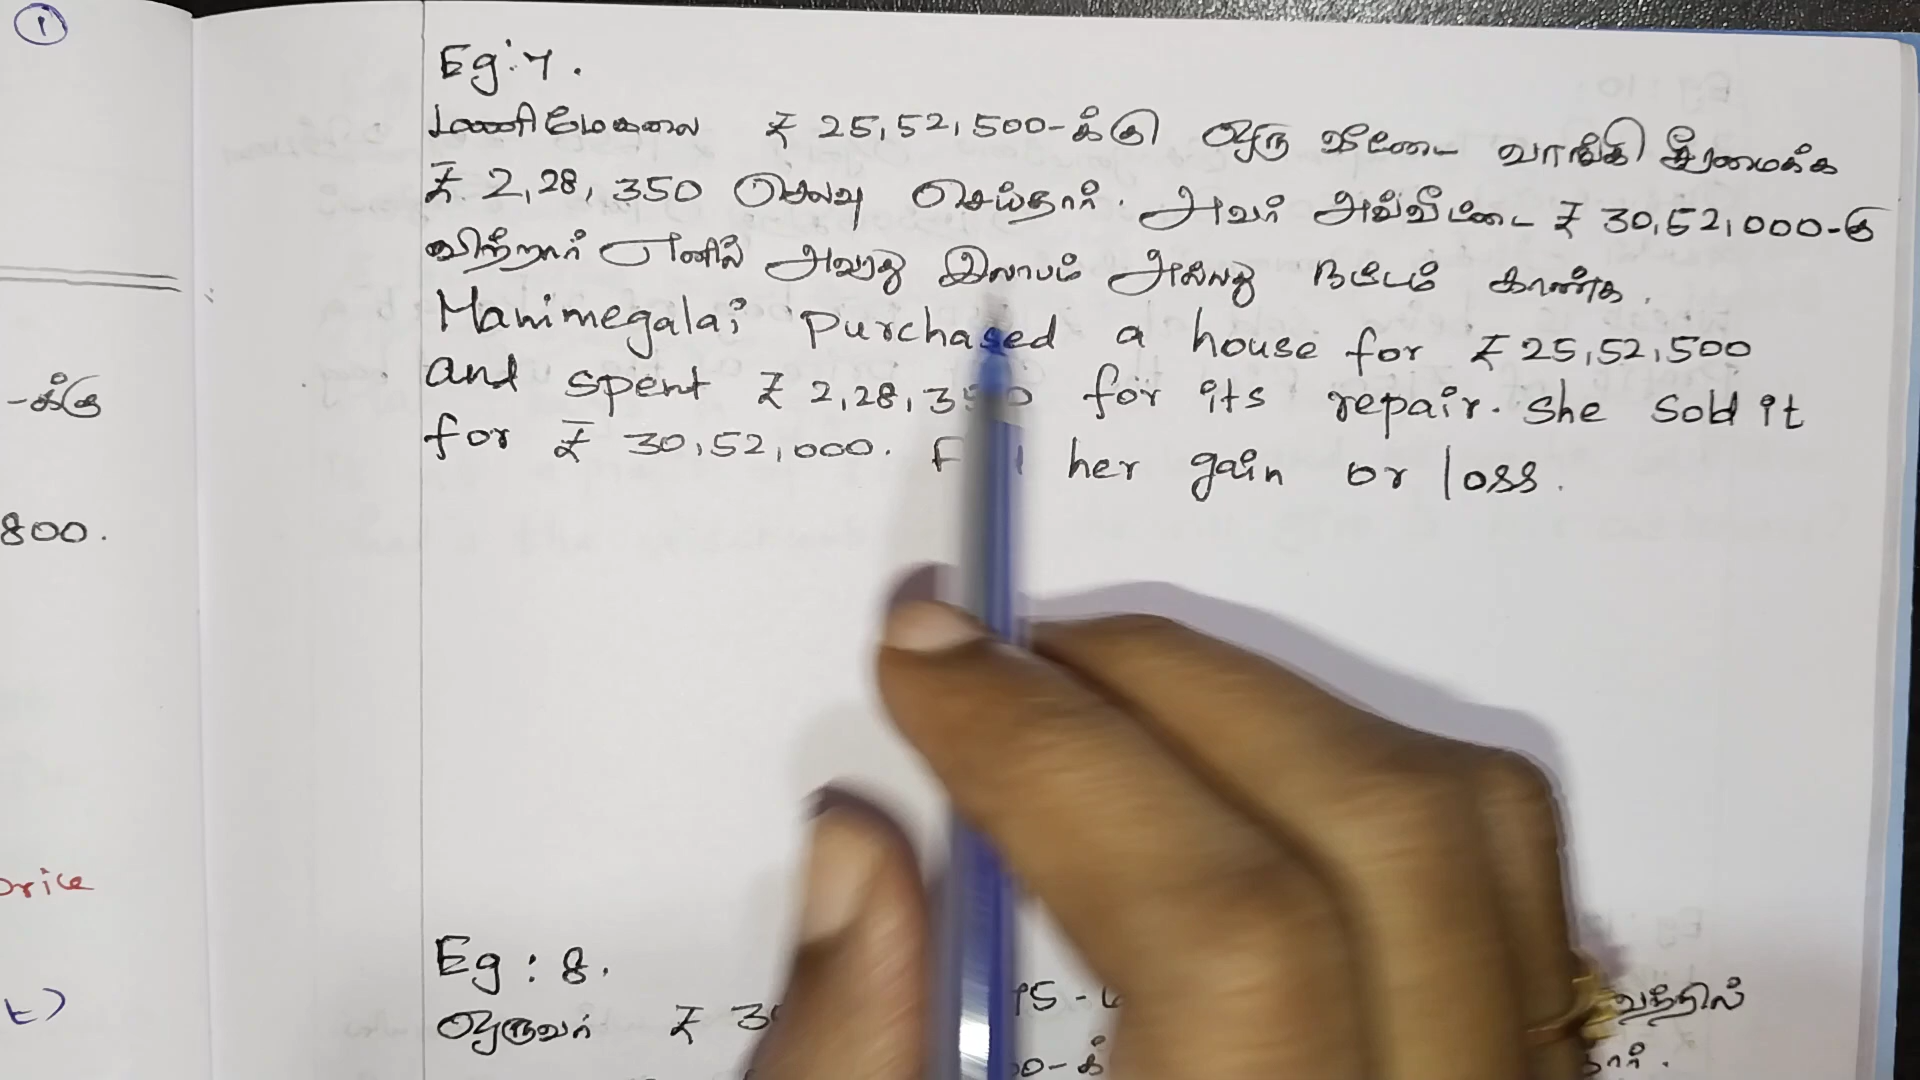 1
Eg: 7.
மணிமேகலை ₹ 25,52,500-க்கு ஒரு வீட்டை வாங்கி சீரமைக்க
₹ 2,28,350 செலவு செய்தார். அவர் அவ்வீட்டை ₹ 30,52,000-கு
விற்றார் எனில் அவரது இலாபம் அல்லது நட்டம் காண்க.
Manimegalai purchased a house for ₹ 25,52,500
and spent ₹ 2,28,350 for its repair. She sold it
for ₹ 30,52,000. her gain or loss.
-க்கு
800.
price
Eg : 8.
ஒருவர் ₹